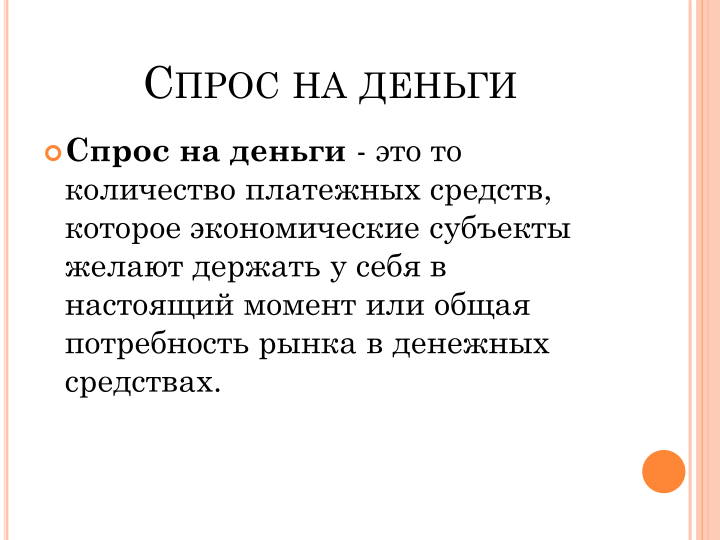 Спрос на деньги
Спрос на деньги - это то
количество платежных средств,
которое экономические субъекты
желают держать у себя в
настоящий момент или общая
потребность рынка в денежных
средствах.